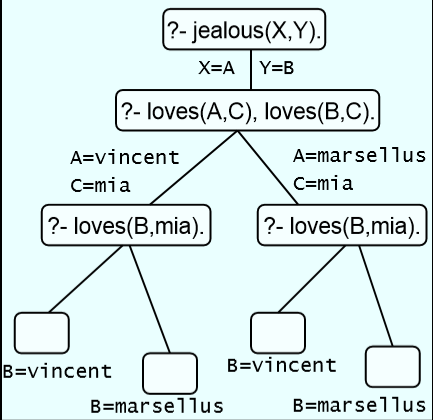 ?- jealous(X,Y).
X=A Y=B
?- loves(A,C), loves(B,C).
A=vincent
C=mia
A=marsellus
C=mia
?- loves(B,mia).
?- loves(B,mia).
B=vincent
B=marsellus
B=vincent
B=marsellus